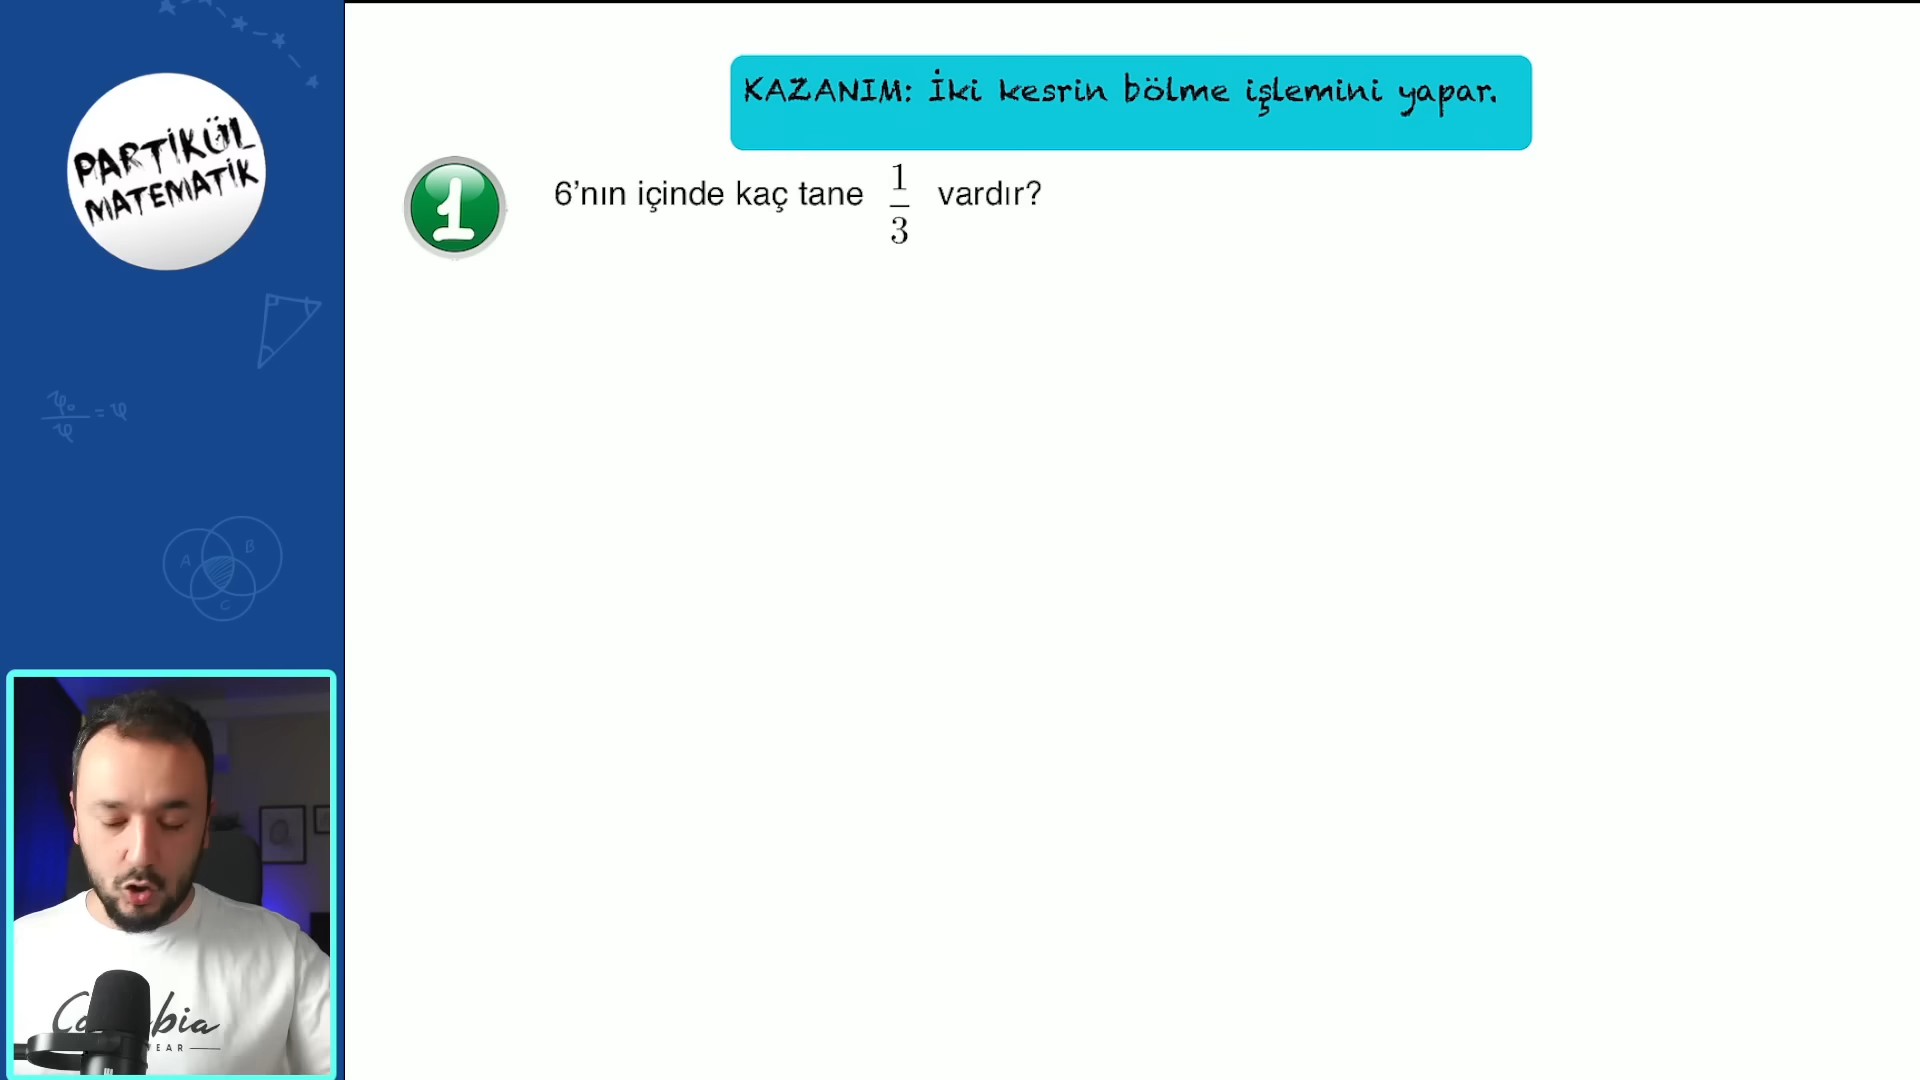 PARTİKÜL
MATEMATİK
KAZANIM: İki kesrin bölme işlemini yapar.
1
6'nın içinde kaç tane 1/3 vardır?
A
B
C